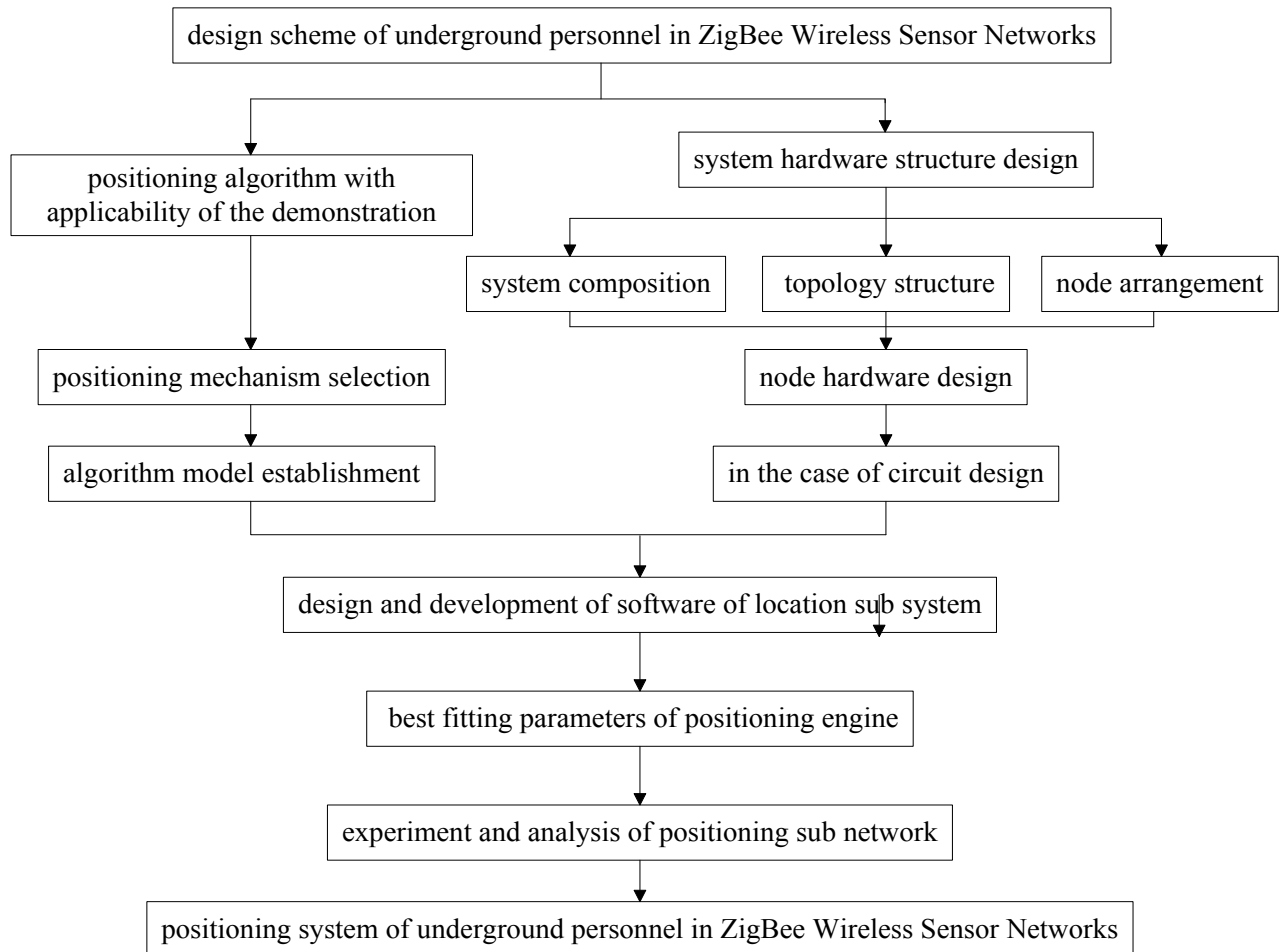 design scheme of underground personnel in ZigBee Wireless Sensor Networks
positioning algorithm with
applicability of the demonstration
system hardware structure design
system composition
topology structure
node arrangement
positioning mechanism selection
node hardware design
algorithm model establishment
in the case of circuit design
design and development of software of location sub system
best fitting parameters of positioning engine
experiment and analysis of positioning sub network
positioning system of underground personnel in ZigBee Wireless Sensor Networks